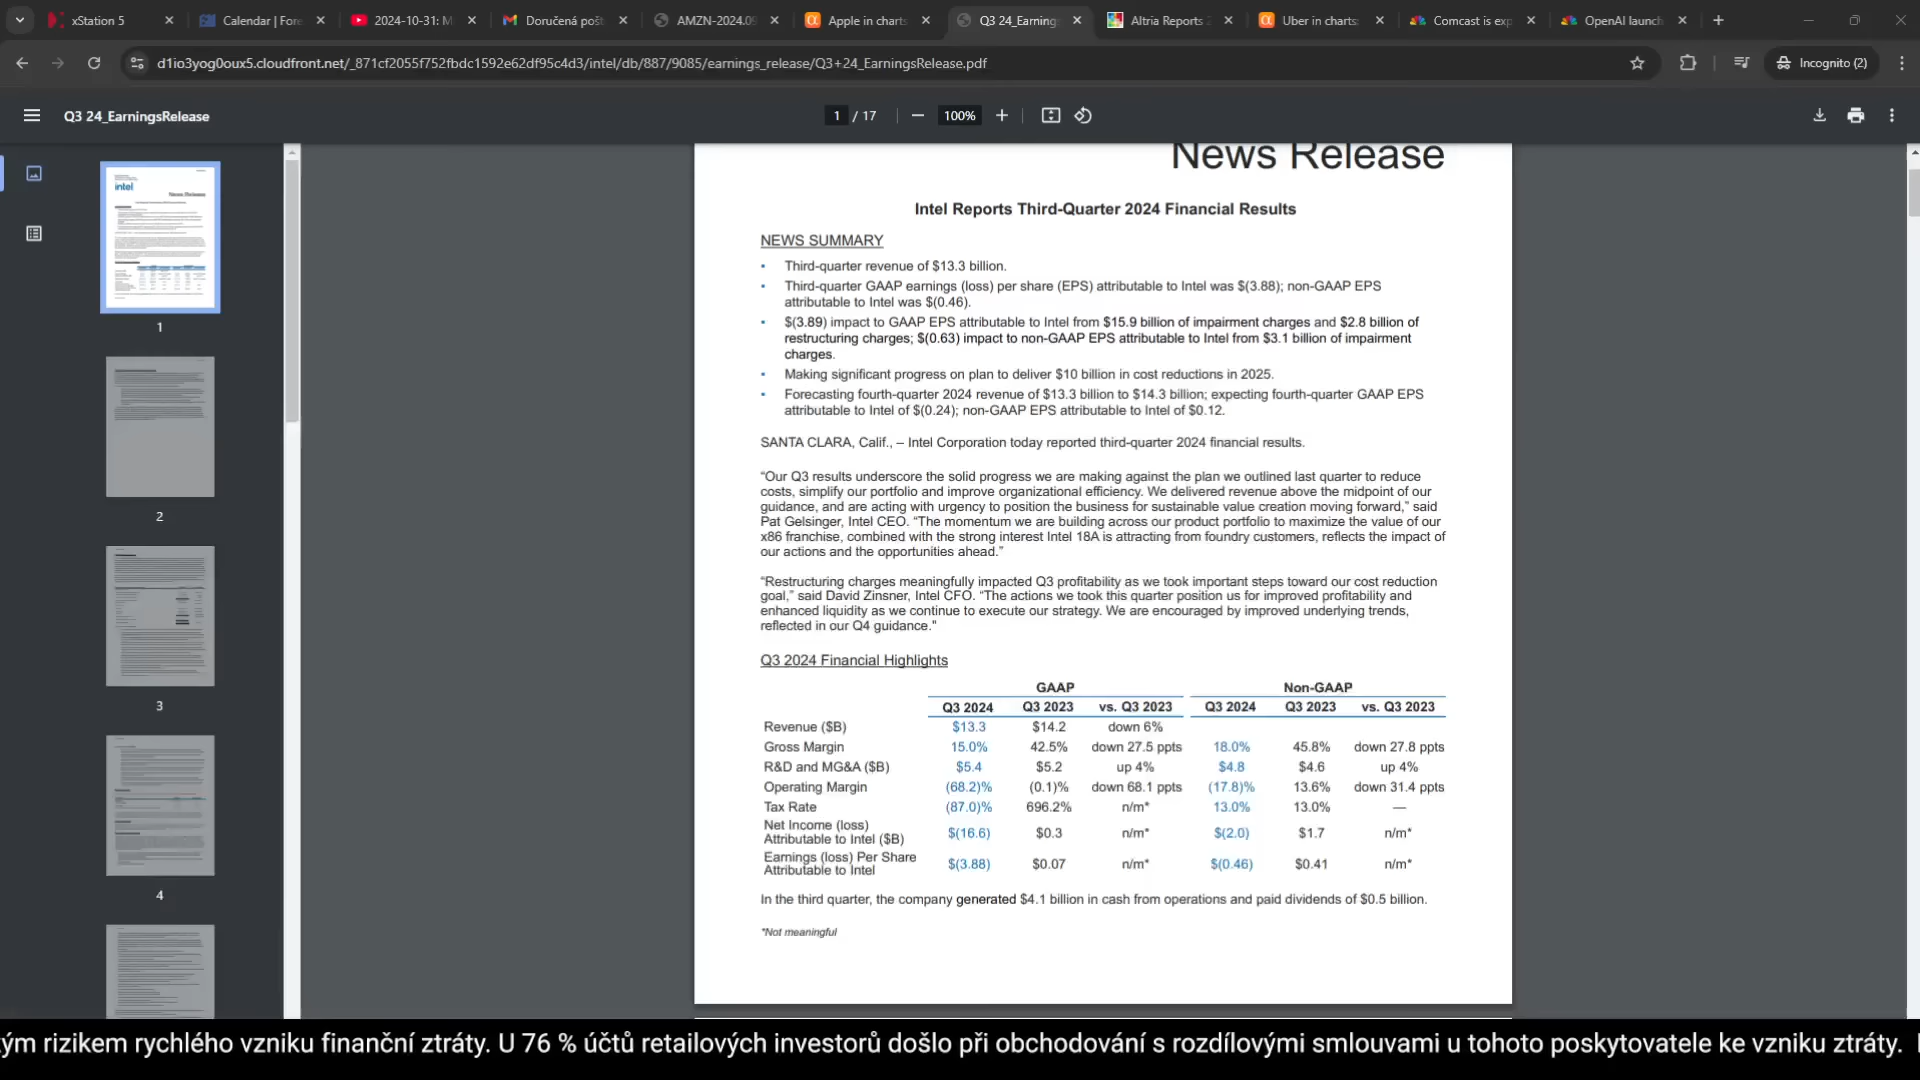 xStation 5
Calendar | Fore
2024-10-31: M
Doručená pošt
AMZN-2024.09
Apple in charts
Q3 24_Earning
Altria Reports 2
Uber in charts
Comcast is exp
OpenAI launch
d1io3yog0oux5.cloudfront.net/_871cf2055f752fbdc1592e62df95c4d3/intel/db/887/9085/earnings_release/Q3+24_EarningsRelease.pdf
Incognito (2)
Q3 24_EarningsRelease
1 / 17
100%
intel
1
2
3
4
News Release
Intel Reports Third-Quarter 2024 Financial Results
NEWS SUMMARY
▪ Third-quarter revenue of $13.3 billion.
▪ Third-quarter GAAP earnings (loss) per share (EPS) attributable to Intel was $(3.88); non-GAAP EPS
attributable to Intel was $(0.46).
▪ $(3.89) impact to GAAP EPS attributable to Intel from $15.9 billion of impairment charges and $2.8 billion of
restructuring charges; $(0.63) impact to non-GAAP EPS attributable to Intel from $3.1 billion of impairment
charges.
▪ Making significant progress on plan to deliver $10 billion in cost reductions in 2025.
▪ Forecasting fourth-quarter 2024 revenue of $13.3 billion to $14.3 billion; expecting fourth-quarter GAAP EPS
attributable to Intel of $(0.24); non-GAAP EPS attributable to Intel of $0.12.
SANTA CLARA, Calif., – Intel Corporation today reported third-quarter 2024 financial results.
“Our Q3 results underscore the solid progress we are making against the plan we outlined last quarter to reduce
costs, simplify our portfolio and improve organizational efficiency. We delivered revenue above the midpoint of our
guidance, and are acting with urgency to position the business for sustainable value creation moving forward,” said
Pat Gelsinger, Intel CEO. “The momentum we are building across our product portfolio to maximize the value of our
x86 franchise, combined with the strong interest Intel 18A is attracting from foundry customers, reflects the impact of
our actions and the opportunities ahead.”
“Restructuring charges meaningfully impacted Q3 profitability as we took important steps toward our cost reduction
goal,” said David Zinsner, Intel CFO. “The actions we took this quarter position us for improved profitability and
enhanced liquidity as we continue to execute our strategy. We are encouraged by improved underlying trends,
reflected in our Q4 guidance."
Q3 2024 Financial Highlights
GAAP Non-GAAP
Q3 2024 Q3 2023 vs. Q3 2023 Q3 2024 Q3 2023 vs. Q3 2023
Revenue ($B) $13.3 $14.2 down 6%
Gross Margin 15.0% 42.5% down 27.5 ppts 18.0% 45.8% down 27.8 ppts
R&D and MG&A ($B) $5.4 $5.2 up 4% $4.8 $4.6 up 4%
Operating Margin (68.2)% (0.1)% down 68.1 ppts (17.8)% 13.6% down 31.4 ppts
Tax Rate (87.0)% 696.2% n/m* 13.0% 13.0% —
Net Income (loss)
Attributable to Intel ($B) $(16.6) $0.3 n/m* $(2.0) $1.7 n/m*
Earnings (loss) Per Share
Attributable to Intel $(3.88) $0.07 n/m* $(0.46) $0.41 n/m*
In the third quarter, the company generated $4.1 billion in cash from operations and paid dividends of $0.5 billion.
*Not meaningful
ým rizikem rychlého vzniku finanční ztráty. U 76 % účtů retailových investorů došlo při obchodování s rozdílovými smlouvami u tohoto poskytovatele ke vzniku ztráty.